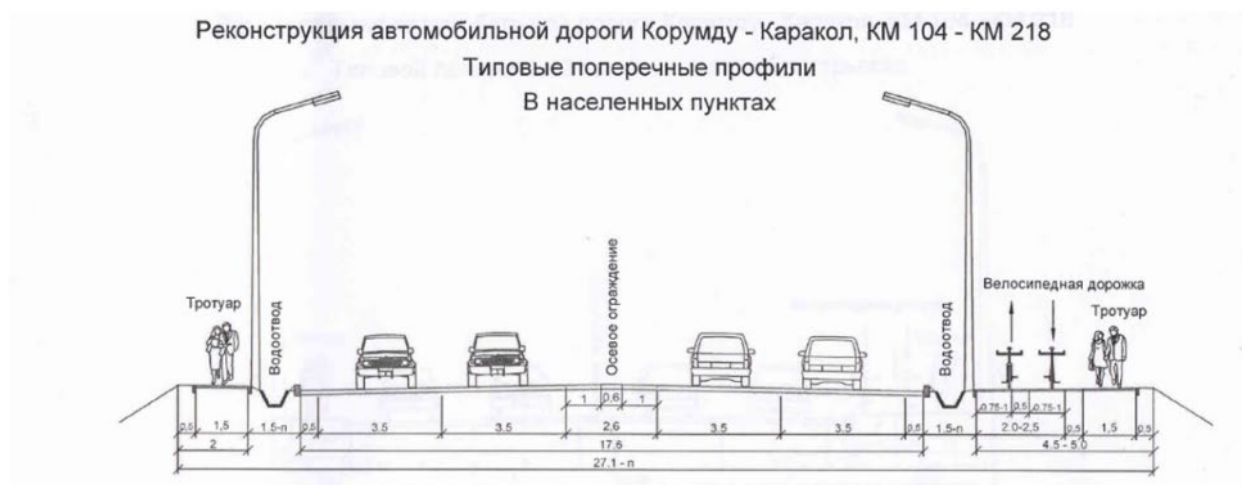 Реконструкция автомобильной дороги Корумду - Каракол, КМ 104 - КМ 218
Типовые поперечные профили
В населенных пунктах
Тротуар
Водоотвод
Осевое ограждение
Водоотвод
Велосипедная дорожка
Тротуар
1 0,6 1
0.75-1 0.5 0.75-1
0,5 1,5 1.5-п 0,5 3.5 3.5 2,6 3.5 3.5 0,5 1,5-п 2.0-2,5 0,5 1,5 0,5
2 17.6 4.5 - 5.0
27.1 - п